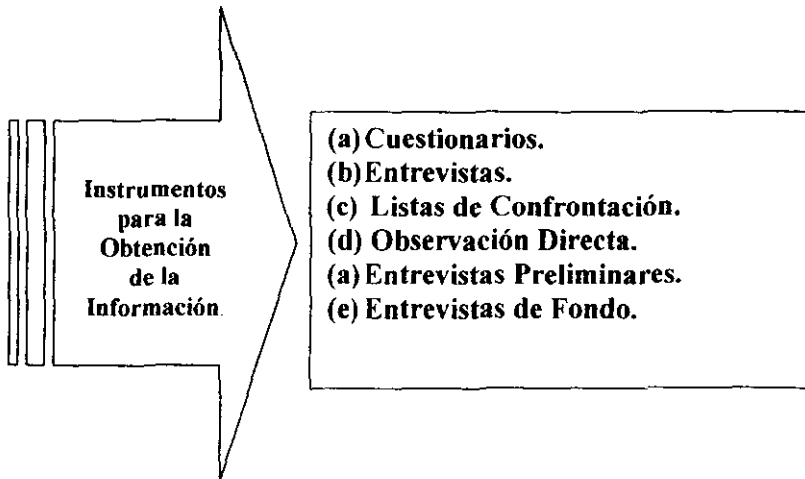 Instrumentos
para la
Obtención
de la
Información.
(a) Cuestionarios.
(b) Entrevistas.
(c) Listas de Confrontación.
(d) Observación Directa.
(a) Entrevistas Preliminares.
(e) Entrevistas de Fondo.